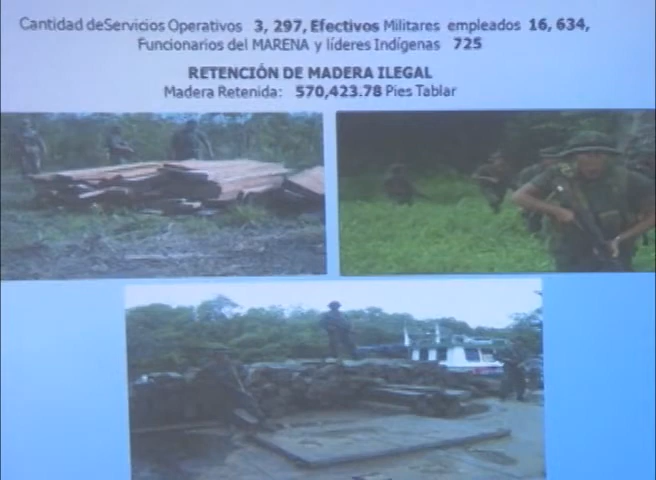 Cantidad deServicios Operativos 3, 297, Efectivos Militares empleados 16, 634,
Funcionarios del MARENA y líderes Indígenas 725
RETENCIÓN DE MADERA ILEGAL
Madera Retenida: 570,423.78 Pies Tablar